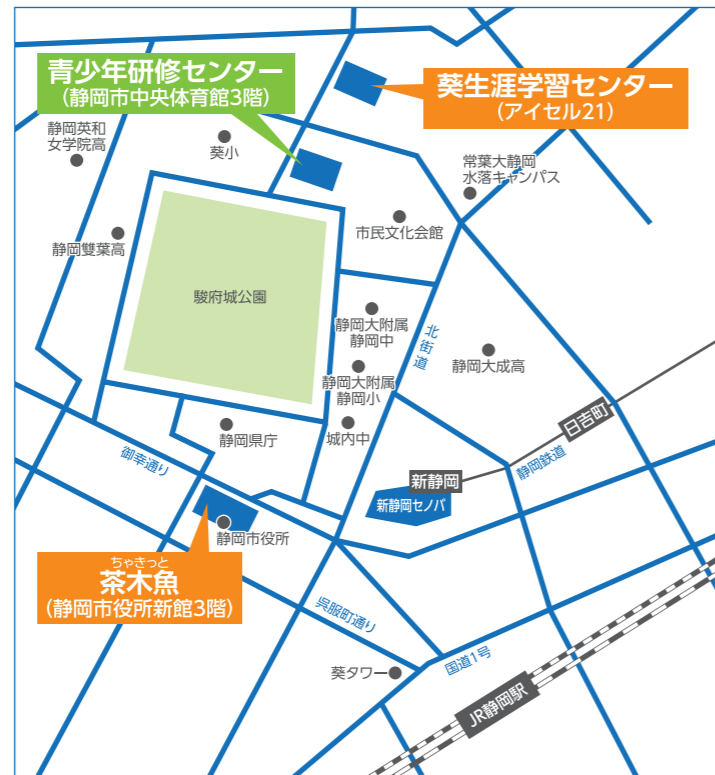 青少年研修センター
(静岡市中央体育館3階)
葵生涯学習センター
(アイセル21)
静岡英和
女学院高
葵小
常葉大静岡
水落キャンパス
市民文化会館
静岡雙葉高
駿府城公園
静岡大附属
静岡中
北街道
静岡大成高
静岡大附属
静岡小
日吉町
静岡県庁
城内中
御幸通り
静岡鉄道
新静岡
新静岡セノバ
静岡市役所
ちゃきっと
茶木魚
(静岡市役所新館3階)
呉服町通り
国道1号
葵タワー
JR静岡駅